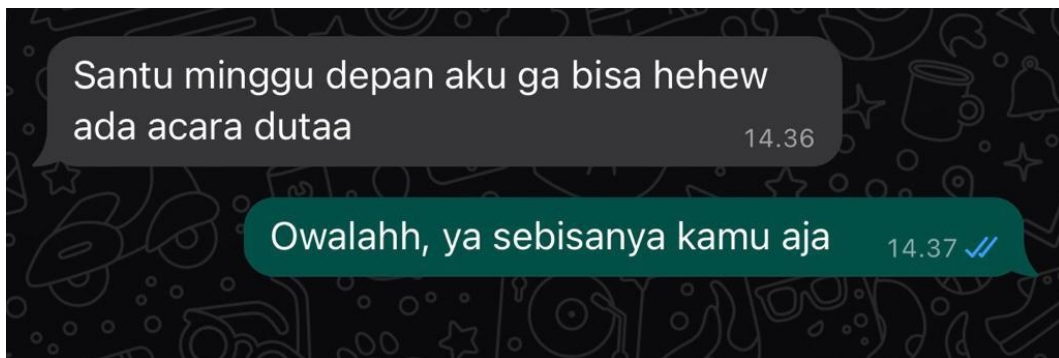 Santu minggu depan aku ga bisa hehew
ada acara dutaa
14.36
Owalahh, ya sebisanya kamu aja
14.37